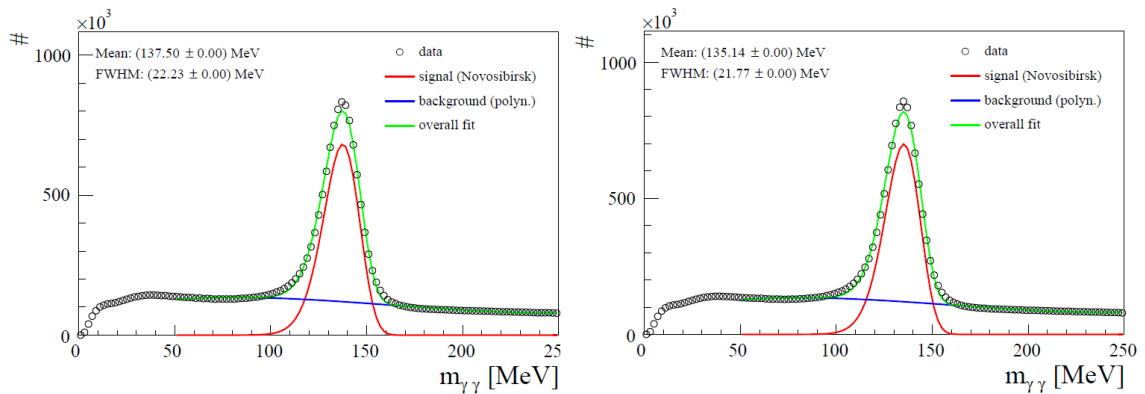 ×10³
#
1000
500
0
Mean: (137.50 ± 0.00) MeV
FWHM: (22.23 ± 0.00) MeV
data
signal (Novosibirsk)
background (polyn.)
overall fit
0 50 100 150 200 25
m_γγ [MeV]
×10³
#
1000
500
0
Mean: (135.14 ± 0.00) MeV
FWHM: (21.77 ± 0.00) MeV
data
signal (Novosibirsk)
background (polyn.)
overall fit
0 50 100 150 200 250
m_γγ [MeV]